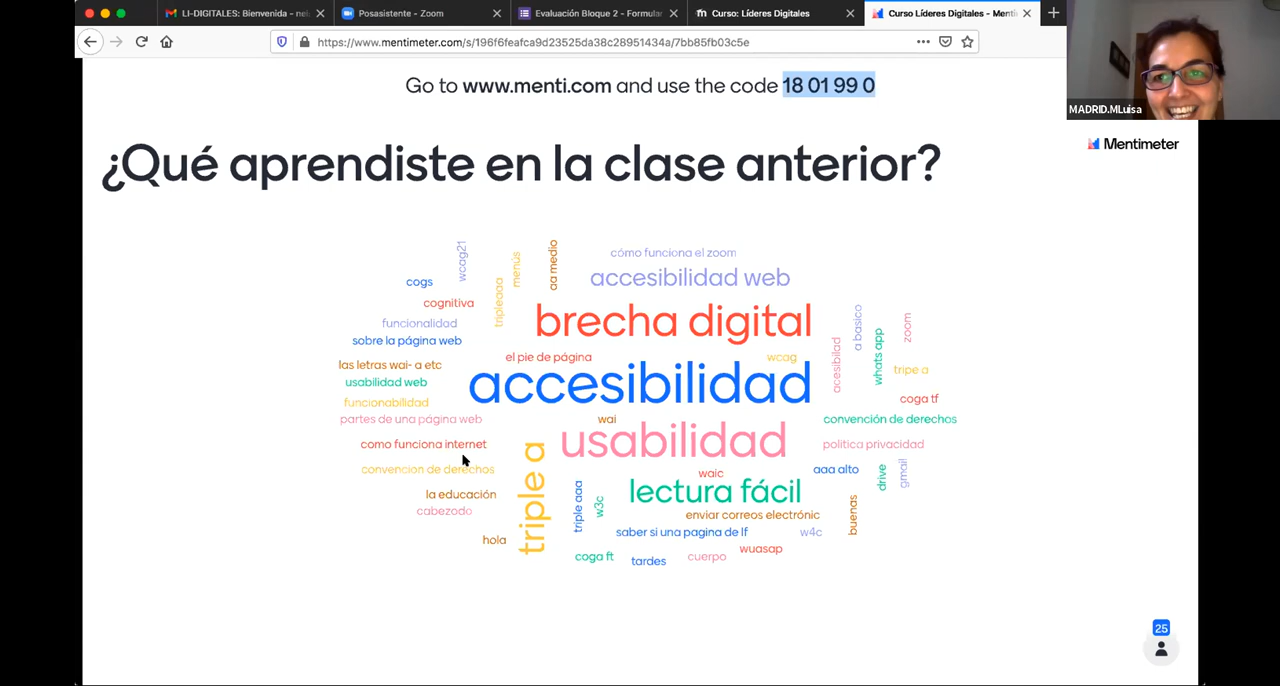 LI-DIGITALES: Bienvenida - nei
Posasistente - Zoom
Evaluación Bloque 2 - Formular
Curso: Líderes Digitales
Curso Líderes Digitales - Menti
https://www.mentimeter.com/s/196f6feafca9d23525da38c28951434a/7bb85fb03c5e
Go to www.menti.com and use the code 18 01 99 0
MADRID.MLuisa
Mentimeter
¿Qué aprendiste en la clase anterior?
wcag21
aa medio
cómo funciona el zoom
menús
accesibilidad web
cogs
tripleaaa
cognitiva
brecha digital
funcionalidad
a basico
zoom
sobre la página web
whats app
acesibilad
el pie de página
wcag
las letras wai- a etc
tripe a
usabilidad web
accesibilidad
funcionabilidad
coga tf
partes de una página web
wai
convención de derechos
como funciona internet
usabilidad
politica privacidad
triple a
convencion de derechos
waic
aaa alto
drive
gmail
la educación
triple aaa
w3c
lectura fácil
cabezodo
enviar correos electrónic
buenas
saber si una pagina de lf
w4c
hola
wuasap
coga ft
tardes
cuerpo
25